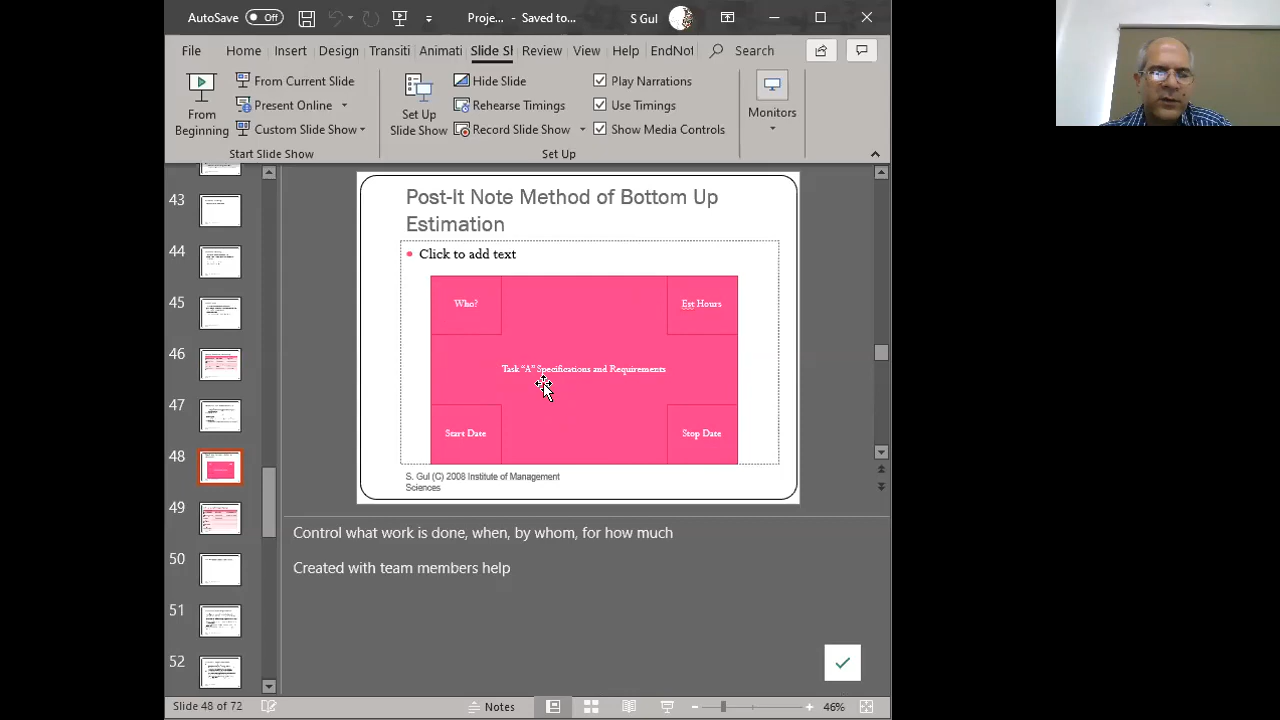 AutoSave Off Proje... - Saved to... S Gul
File Home Insert Design Transiti Animati Slide Sl Review View Help EndNot Search
From Beginning
From Current Slide
Present Online
Custom Slide Show
Start Slide Show
Set Up Slide Show
Hide Slide
Rehearse Timings
Record Slide Show
Play Narrations
Use Timings
Show Media Controls
Set Up
Monitors
43
44
45
46
47
48
49
50
51
52
Post-It Note Method of Bottom Up
Estimation
Click to add text
Who? Est Hours
Task “A” Specifications and Requirements
Start Date Stop Date
S. Gul (C) 2008 Institute of Management
Sciences
Control what work is done, when, by whom, for how much
Created with team members help
Slide 48 of 72 Notes 46%